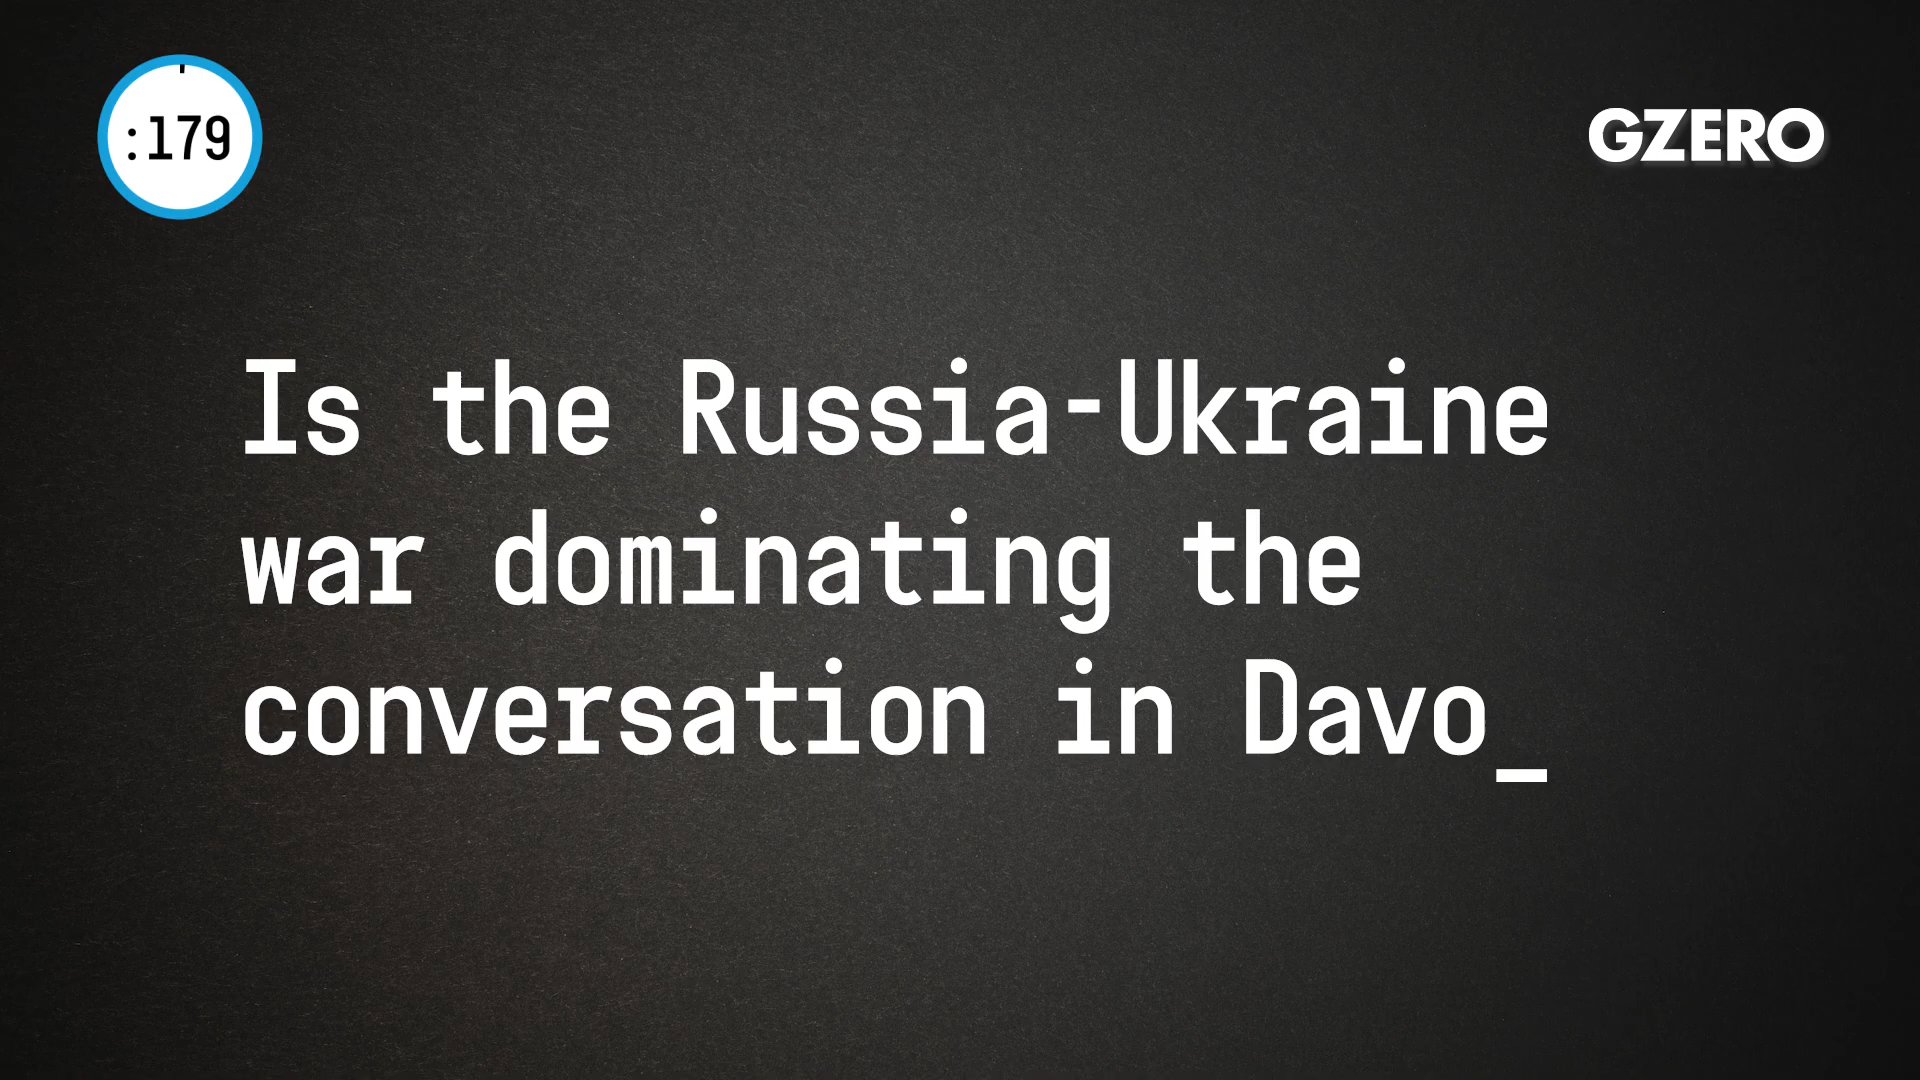 :179
GZERO
Is the Russia-Ukraine
war dominating the
conversation in Davo_